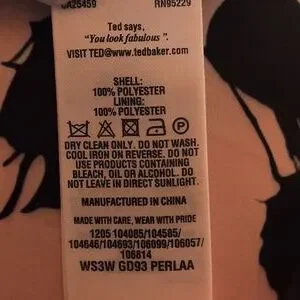 CA25459 RN95229
Ted says,
"You look fabulous".
VISIT TED@www.tedbaker.com
SHELL:
100% POLYESTER
LINING:
100% POLYESTER
DRY CLEAN ONLY. DO NOT WASH.
COOL IRON ON REVERSE. DO NOT
USE PRODUCTS CONTAINING
BLEACH, OIL OR ALCOHOL. DO
NOT LEAVE IN DIRECT SUNLIGHT.
MANUFACTURED IN CHINA
MADE WITH CARE, WEAR WITH PRIDE
1205 104085/104585/
104646/104693/106099/106057/
106814
WS3W GD93 PERLAA